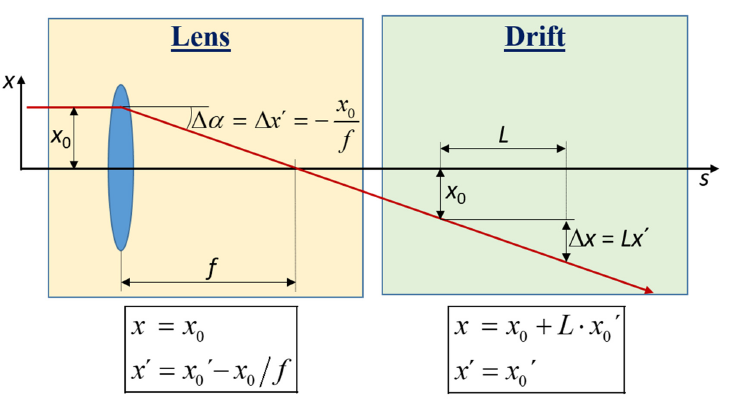 Lens
Drift
x
x₀
Δα = Δx´ = − x₀/f
f
L
x₀
Δx = Lx´
s
x = x₀
x´ = x₀´− x₀/f
x = x₀ + L · x₀´
x´ = x₀´